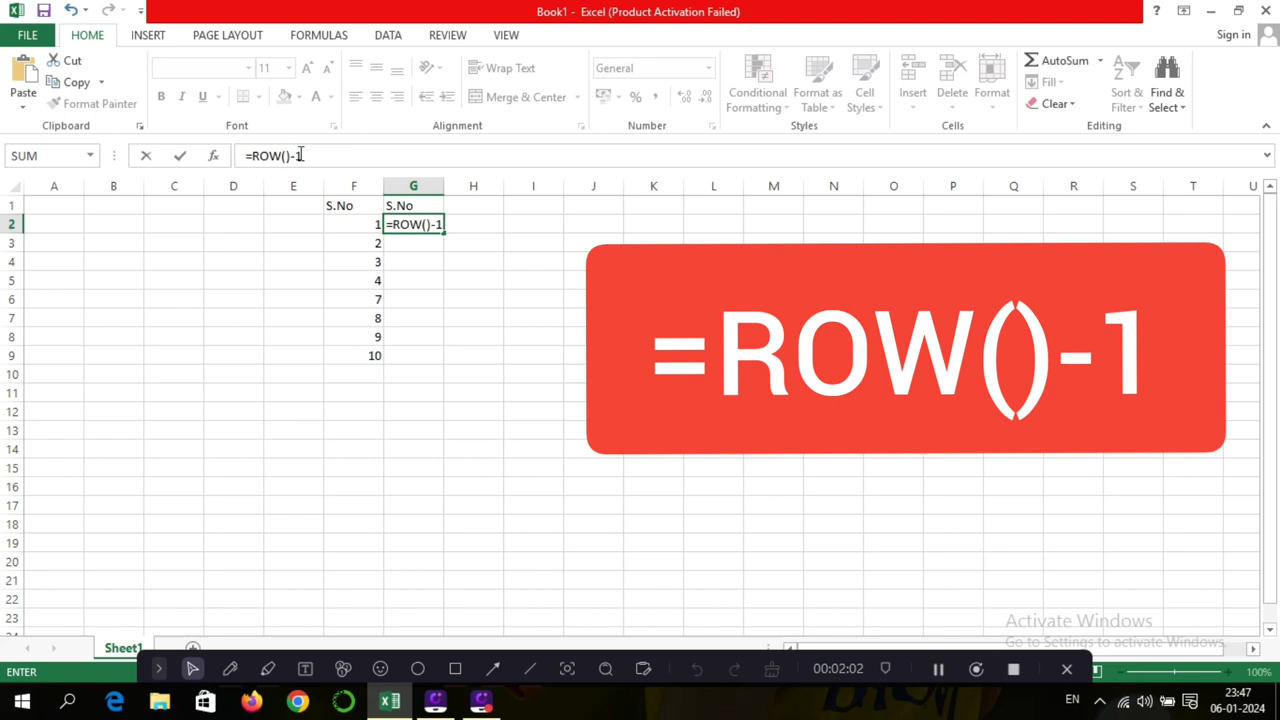 Book1 - Excel (Product Activation Failed)
FILE HOME INSERT PAGE LAYOUT FORMULAS DATA REVIEW VIEW Sign in
Paste
Cut
Copy
Format Painter
Clipboard
11
B I U A
Font
Wrap Text
Merge & Center
Alignment
General
%
Number
Conditional Formatting
Format as Table
Cell Styles
Styles
Insert
Delete
Format
Cells
AutoSum
Fill
Clear
Sort & Filter
Find & Select
Editing
SUM
=ROW()-1
A B C D E F G H I J K L M N O P Q R S T U
1 S.No S.No
2 1 =ROW()-1
3 2
4 3
5 4
6 7
7 8
8 9
9 10
10
11
12
13
14
15
16
17
18
19
20
21
22
23
=ROW()-1
Activate Windows
Go to Settings to activate Windows.
Sheet1
00:02:02
ENTER
100%
EN
23:47
06-01-2024